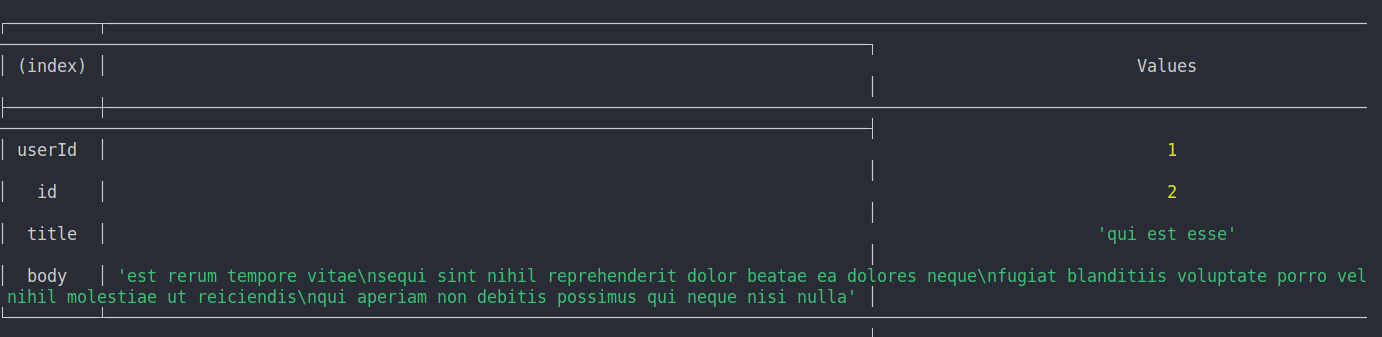 (index) Values
userId 1
id 2
title 'qui est esse'
body 'est rerum tempore vitae\nsequi sint nihil reprehenderit dolor beatae ea dolores neque\nfugiat blanditiis voluptate porro vel
nihil molestiae ut reiciendis\nqui aperiam non debitis possimus qui neque nisi nulla'